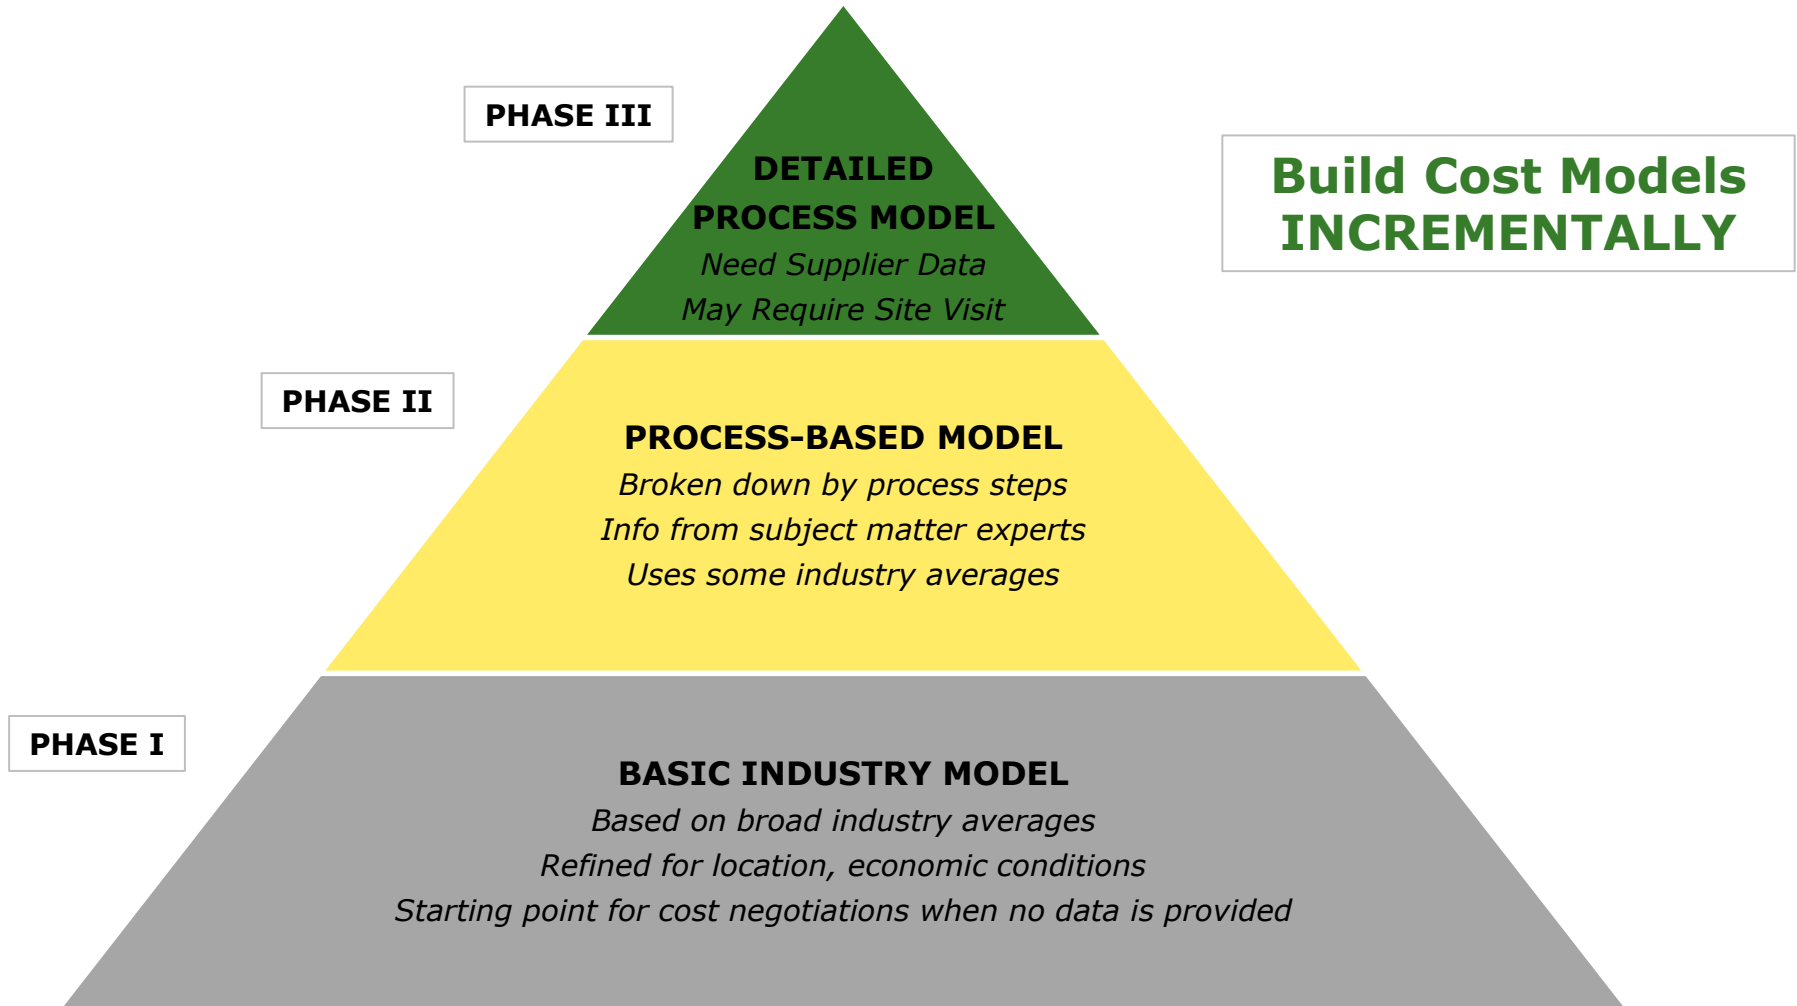 PHASE III
DETAILED
PROCESS MODEL
Need Supplier Data
May Require Site Visit
Build Cost Models
INCREMENTALLY
PHASE II
PROCESS-BASED MODEL
Broken down by process steps
Info from subject matter experts
Uses some industry averages
PHASE I
BASIC INDUSTRY MODEL
Based on broad industry averages
Refined for location, economic conditions
Starting point for cost negotiations when no data is provided